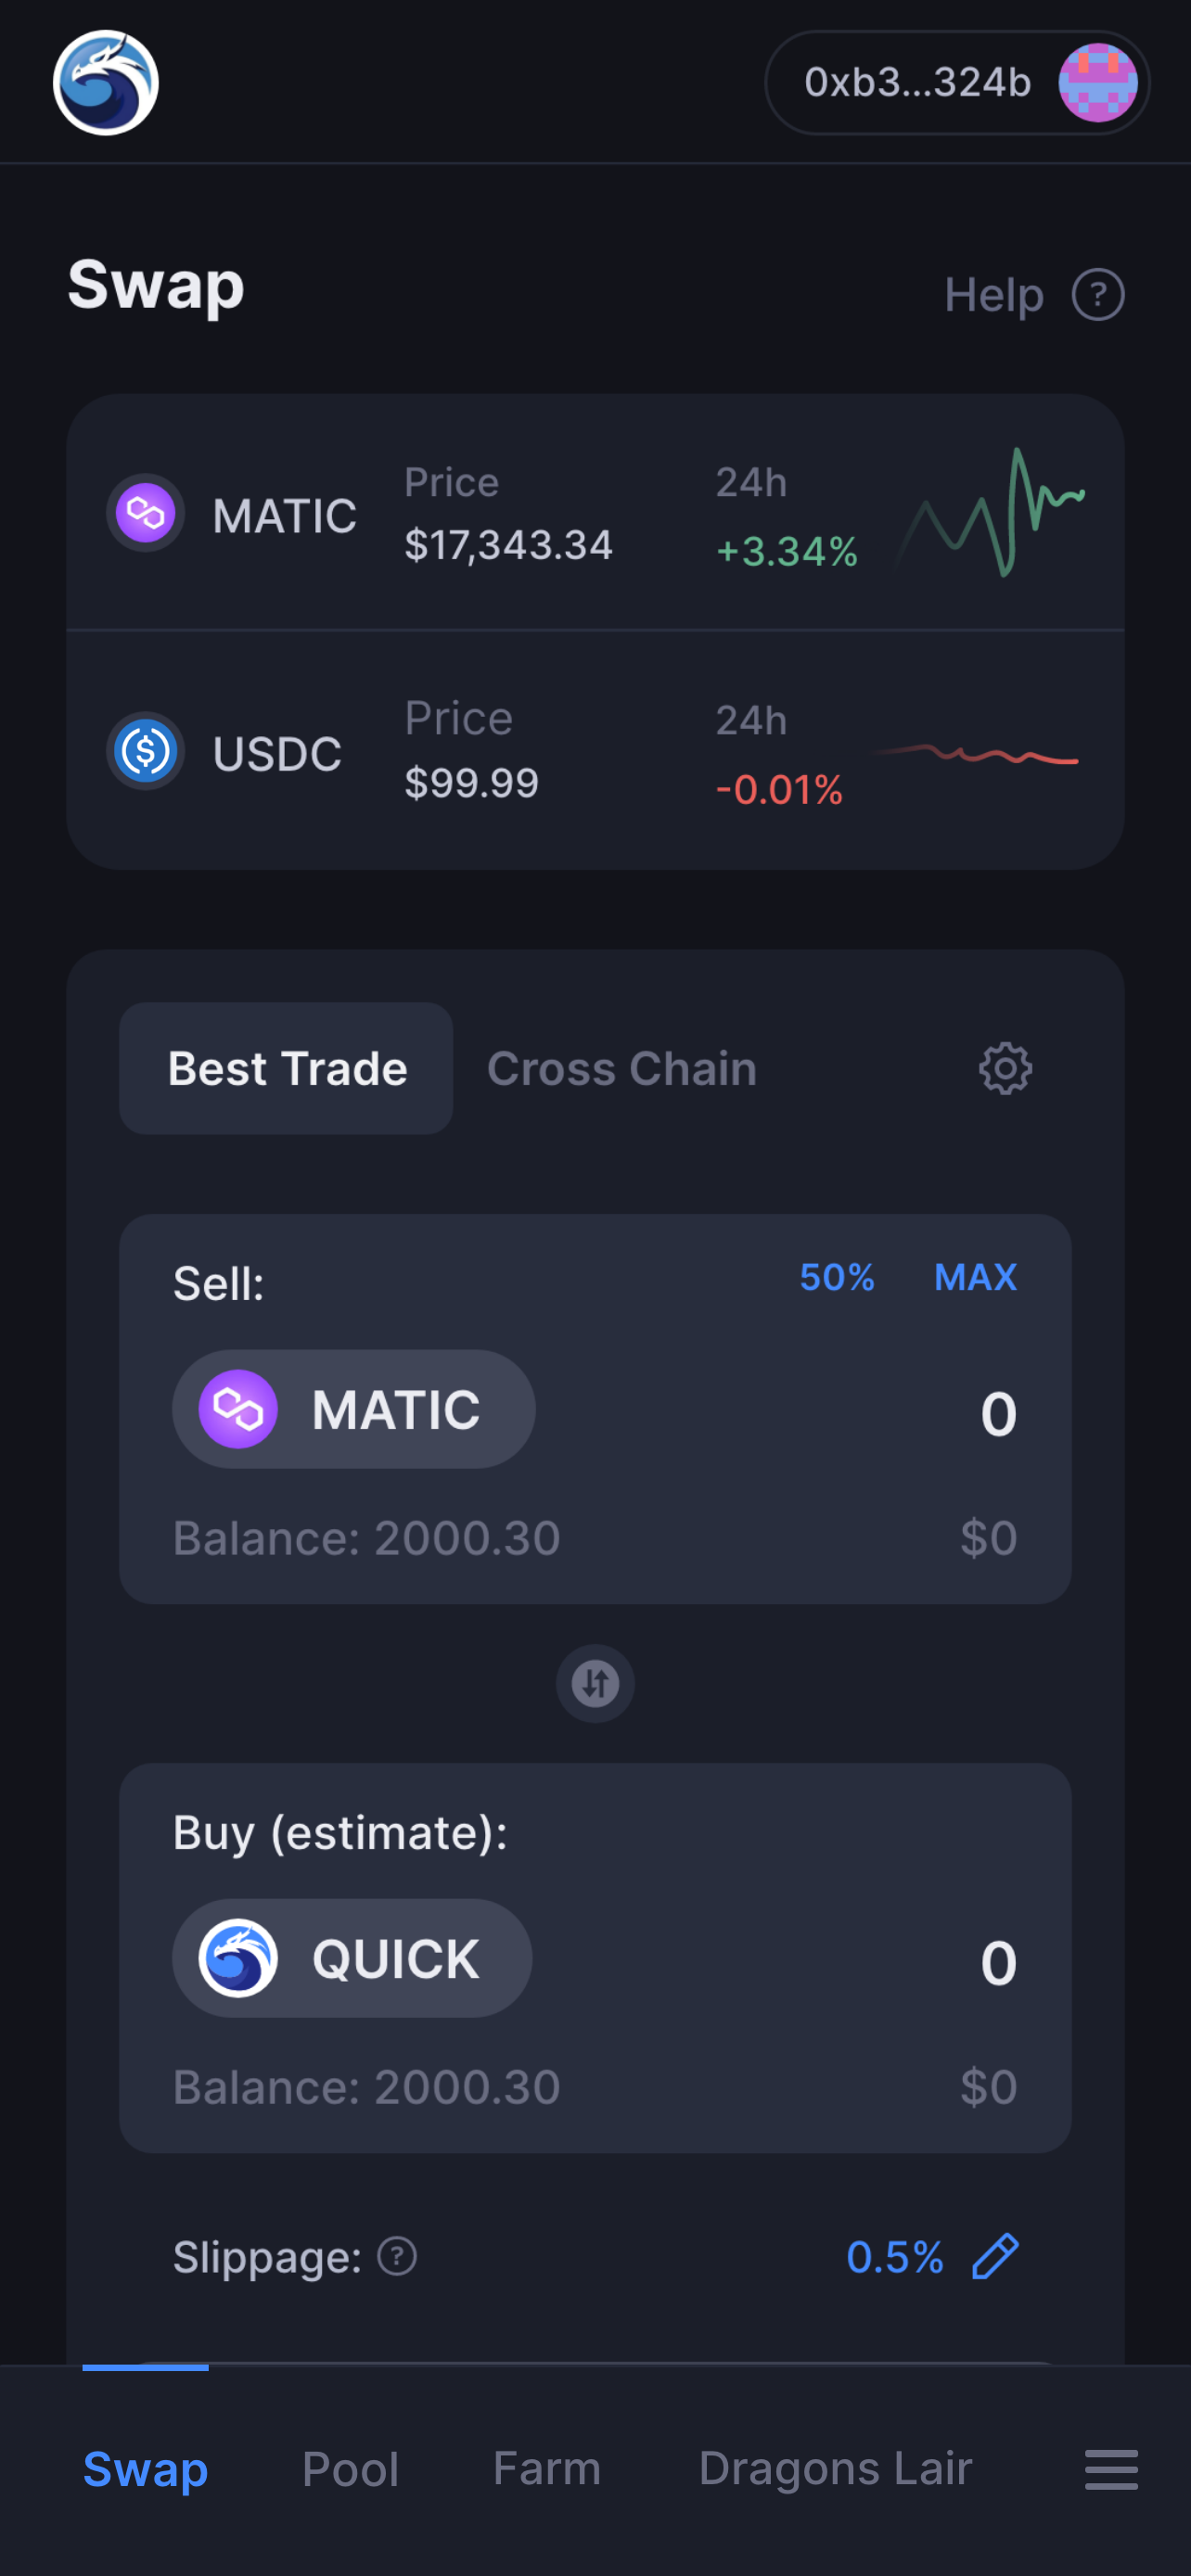 0xb3...324b
Swap
Help ?
MATIC
Price
$17,343.34
24h
+3.34%
USDC
Price
$99.99
24h
-0.01%
Best Trade
Cross Chain
Sell:
50%
MAX
MATIC
0
Balance: 2000.30
$0
Buy (estimate):
QUICK
0
Balance: 2000.30
$0
Slippage: ?
0.5%
Swap
Pool
Farm
Dragons Lair